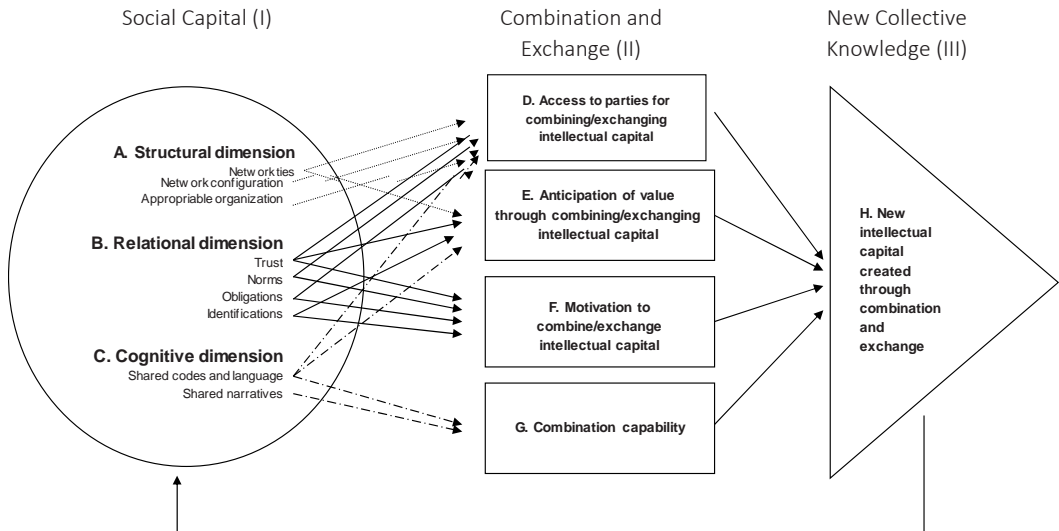 Social Capital (I)
Combination and
Exchange (II)
New Collective
Knowledge (III)
A. Structural dimension
Network ties
Network configuration
Appropriable organization
B. Relational dimension
Trust
Norms
Obligations
Identifications
C. Cognitive dimension
Shared codes and language
Shared narratives
D. Access to parties for
combining/exchanging
intellectual capital
E. Anticipation of value
through combining/exchanging
intellectual capital
F. Motivation to
combine/exchange
intellectual capital
G. Combination capability
H. New
intellectual
capital
created
through
combination
and
exchange